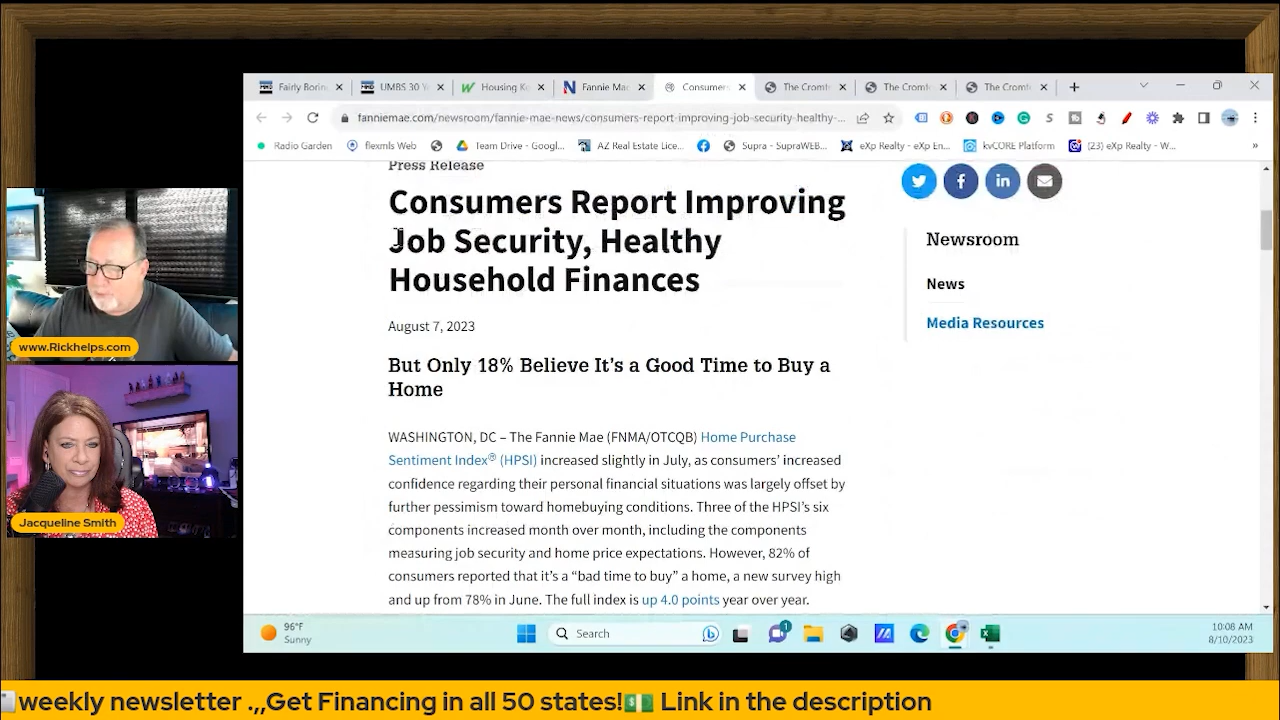 Fairly Borin
UMBS 30 Y
Housing Ke
Fannie Mae
Consumers
The Cromf
The Cromf
The Cromf
fanniemae.com/newsroom/fannie-mae-news/consumers-report-improving-job-security-healthy-...
Radio Garden
flexmls Web
Team Drive - Googl...
AZ Real Estate Lice...
Supra - SupraWEB...
eXp Realty - eXp En...
kvCORE Platform
(23) eXp Realty - W...
»
Press Release
Consumers Report Improving
Job Security, Healthy
Household Finances
August 7, 2023
But Only 18% Believe It's a Good Time to Buy a
Home
WASHINGTON, DC – The Fannie Mae (FNMA/OTCQB) Home Purchase
Sentiment Index® (HPSI) increased slightly in July, as consumers' increased
confidence regarding their personal financial situations was largely offset by
further pessimism toward homebuying conditions. Three of the HPSI's six
components increased month over month, including the components
measuring job security and home price expectations. However, 82% of
consumers reported that it's a “bad time to buy” a home, a new survey high
and up from 78% in June. The full index is up 4.0 points year over year.
Newsroom
News
Media Resources
www.Rickhelps.com
Jacqueline Smith
96°F
Sunny
Search
1
10:08 AM
8/10/2023
weekly newsletter .,,Get Financing in all 50 states!💵 Link in the description